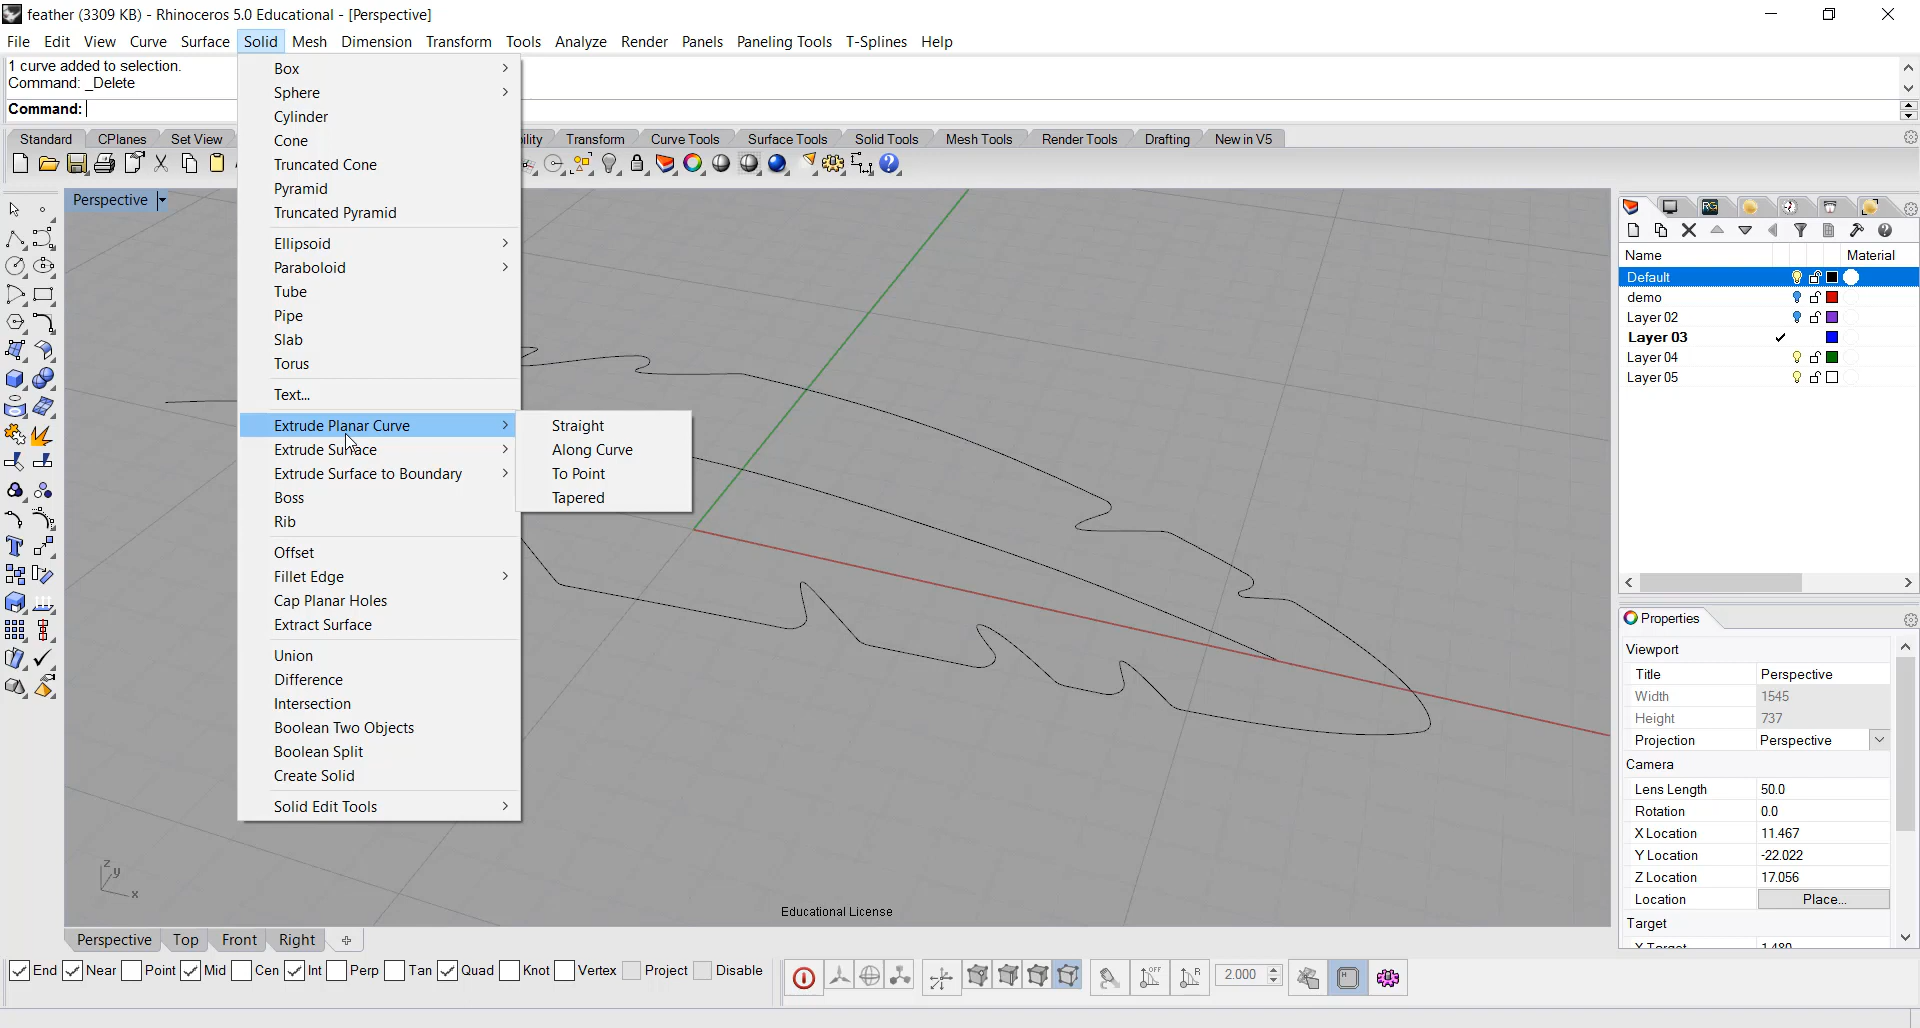 feather (3309 KB) - Rhinoceros 5.0 Educational - [Perspective]
File Edit View Curve Surface Solid Mesh Dimension Transform Tools Analyze Render Panels Paneling Tools T-Splines Help
1 curve added to selection.
Command: _Delete
Command:
Standard CPlanes Set View Transform Curve Tools Surface Tools Solid Tools Mesh Tools Render Tools Drafting New in V5
Perspective
Box
Sphere
Cylinder
Cone
Truncated Cone
Pyramid
Truncated Pyramid
Ellipsoid
Paraboloid
Tube
Pipe
Slab
Torus
Text...
Extrude Planar Curve
Extrude Surface
Extrude Surface to Boundary
Boss
Rib
Offset
Fillet Edge
Cap Planar Holes
Extract Surface
Union
Difference
Intersection
Boolean Two Objects
Boolean Split
Create Solid
Solid Edit Tools
Straight
Along Curve
To Point
Tapered
z
y
x
Educational License
Name Material
Default
demo
Layer 02
Layer 03
Layer 04
Layer 05
Properties
Viewport
Title Perspective
Width 1545
Height 737
Projection Perspective
Camera
Lens Length 50.0
Rotation 0.0
X Location 11.467
Y Location -22.022
Z Location 17.056
Location Place...
Target
X Target 1.480
Perspective Top Front Right
End Near Point Mid Cen Int Perp Tan Quad Knot Vertex Project Disable
OFF
R
2.000
H